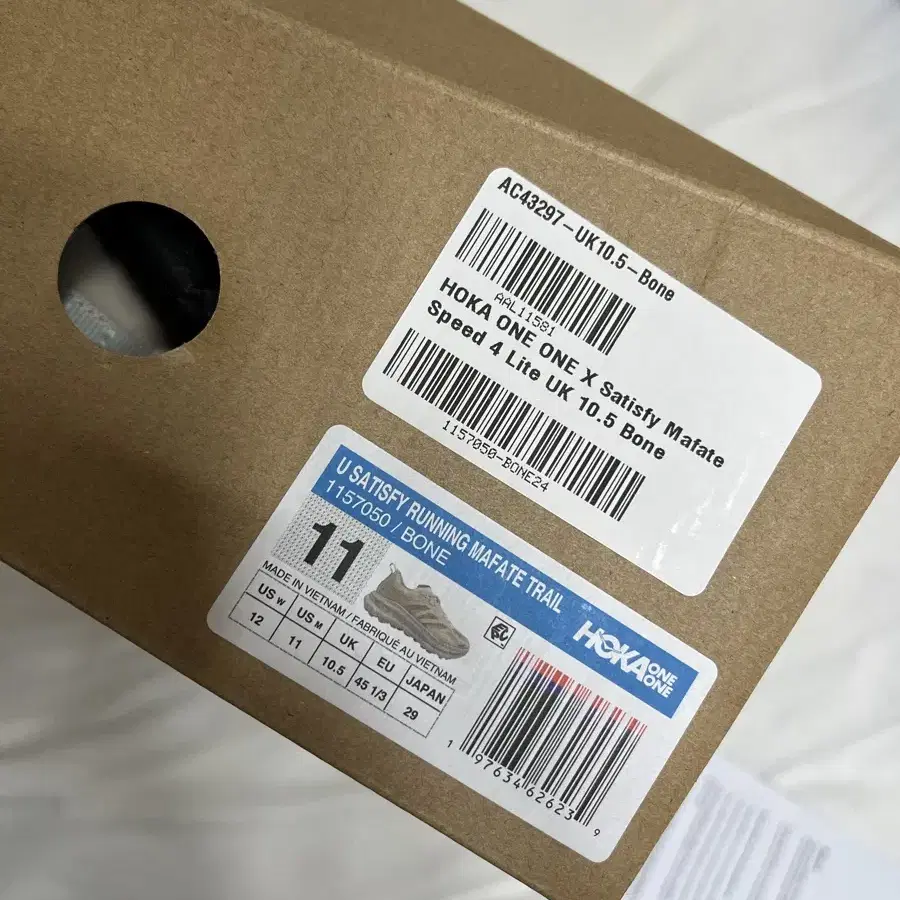 AC43297-UK10.5-Bone
AAL11581
HOKA ONE ONE X Satisfy Mafate
Speed 4 Lite UK 10.5 Bone
1157050-BONE24
U SATISFY RUNNING MAFATE TRAIL
1157050 / BONE
11
MADE IN VIETNAM / FABRIQUÉ AU VIETNAM
US W US M UK EU JAPAN
12 11 10.5 45 1/3 29
HOKA ONE ONE
1 97634 62623 9